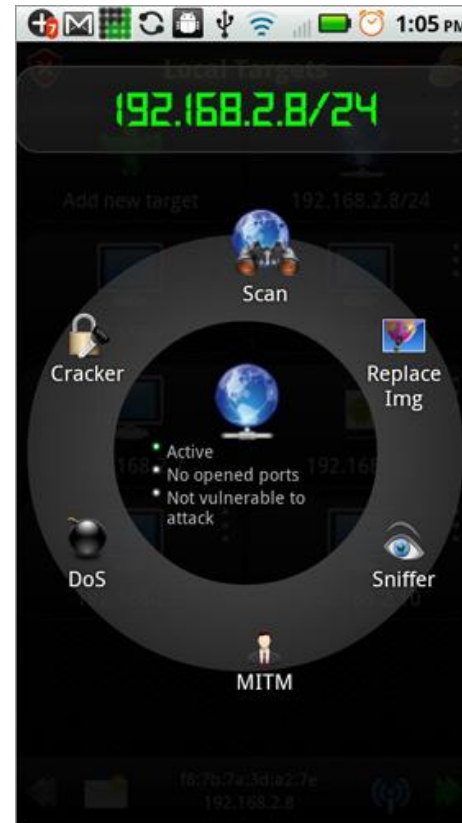 7
1:05 PM
Local Targets
192.168.2.8/24
Add new target 192.168.2.8/24
Scan
Cracker
Replace
Img
Active
No opened ports
Not vulnerable to
attack
DoS
Sniffer
MITM
f8:7b:7a:3d:a2:7e
192.168.2.8